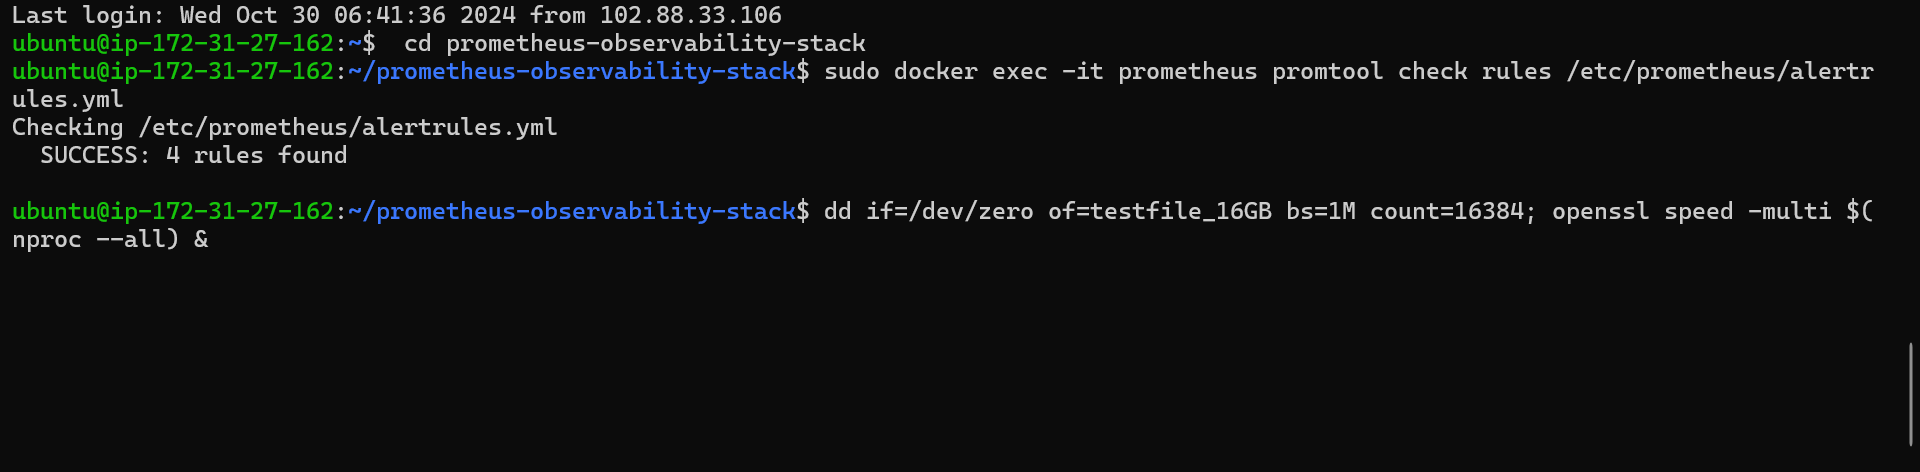 Last login: Wed Oct 30 06:41:36 2024 from 102.88.33.106
ubuntu@ip-172-31-27-162:~$  cd prometheus-observability-stack
ubuntu@ip-172-31-27-162:~/prometheus-observability-stack$ sudo docker exec -it prometheus promtool check rules /etc/prometheus/alertr
ules.yml
Checking /etc/prometheus/alertrules.yml
  SUCCESS: 4 rules found

ubuntu@ip-172-31-27-162:~/prometheus-observability-stack$ dd if=/dev/zero of=testfile_16GB bs=1M count=16384; openssl speed -multi $(
nproc --all) &